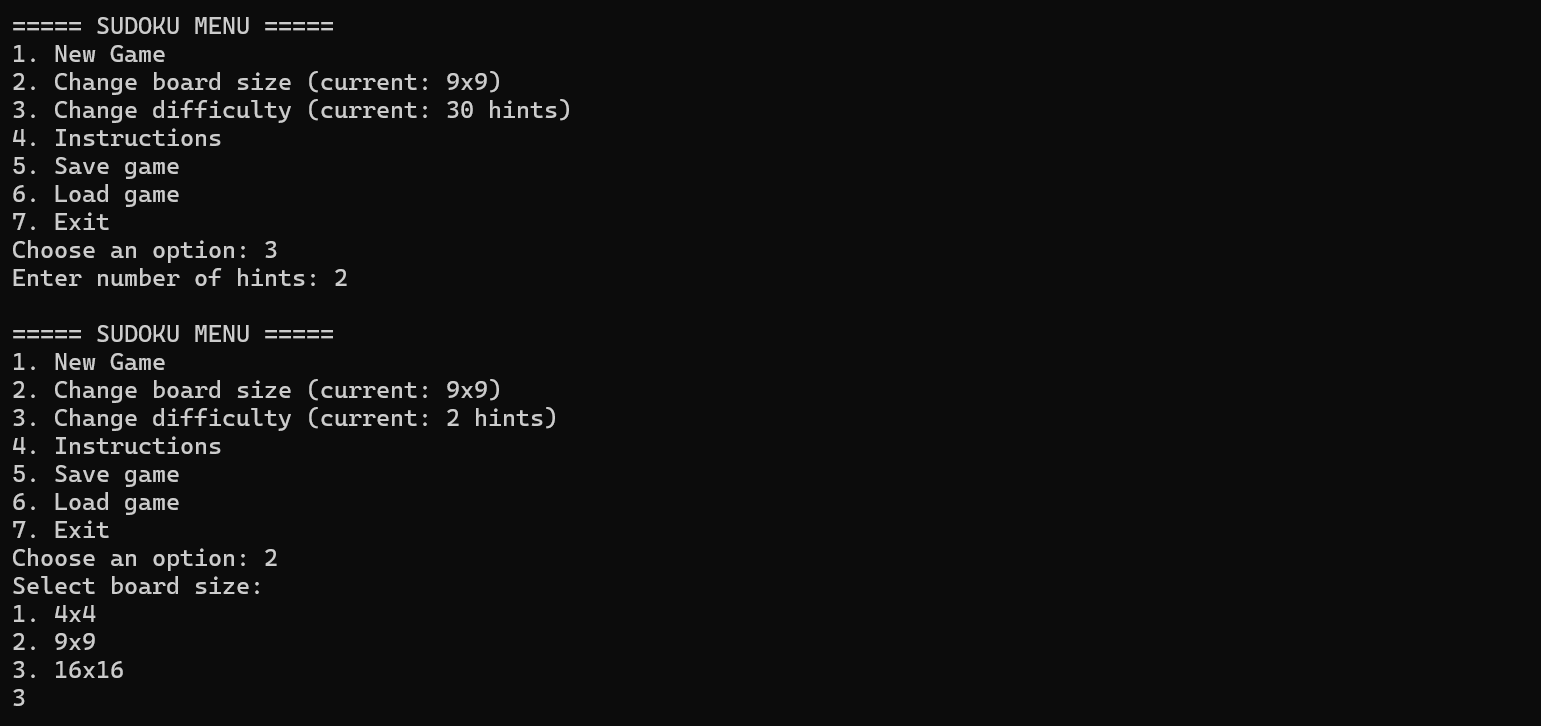 ===== SUDOKU MENU =====
1. New Game
2. Change board size (current: 9x9)
3. Change difficulty (current: 30 hints)
4. Instructions
5. Save game
6. Load game
7. Exit
Choose an option: 3
Enter number of hints: 2

===== SUDOKU MENU =====
1. New Game
2. Change board size (current: 9x9)
3. Change difficulty (current: 2 hints)
4. Instructions
5. Save game
6. Load game
7. Exit
Choose an option: 2
Select board size:
1. 4x4
2. 9x9
3. 16x16
3